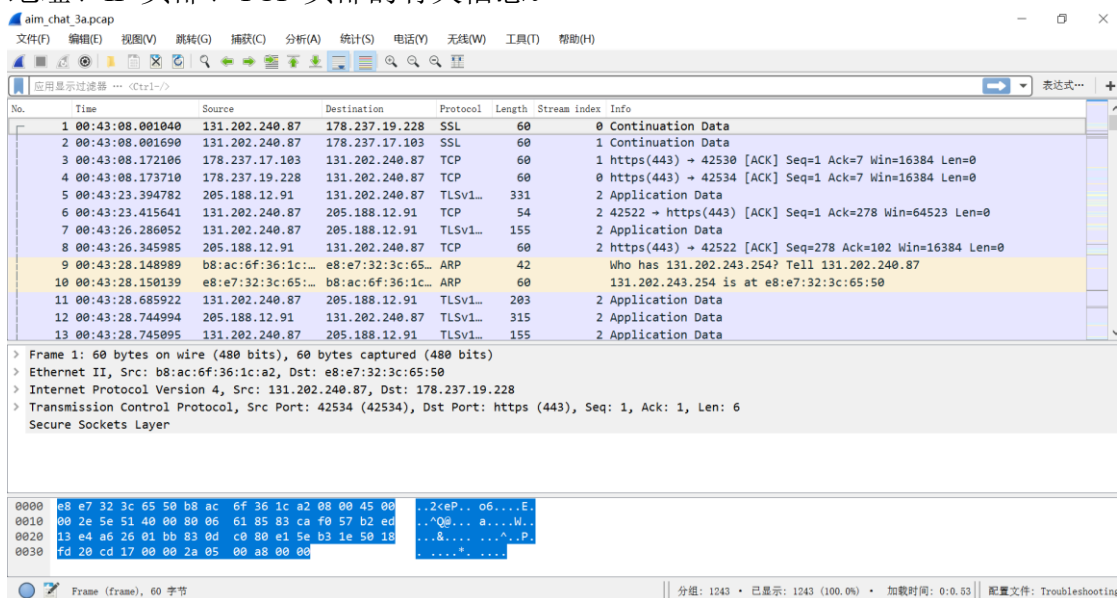 aim_chat_3a.pcap
文件(F) 编辑(E) 视图(V) 跳转(G) 捕获(C) 分析(A) 统计(S) 电话(Y) 无线(W) 工具(T) 帮助(H)
应用显示过滤器 … <Ctrl-/> 表达式… +
No. Time Source Destination Protocol Length Stream index Info
1 00:43:08.001040 131.202.240.87 178.237.19.228 SSL 60 0 Continuation Data
2 00:43:08.001690 131.202.240.87 178.237.17.103 SSL 60 1 Continuation Data
3 00:43:08.172106 178.237.17.103 131.202.240.87 TCP 60 1 https(443) → 42530 [ACK] Seq=1 Ack=7 Win=16384 Len=0
4 00:43:08.173710 178.237.19.228 131.202.240.87 TCP 60 0 https(443) → 42534 [ACK] Seq=1 Ack=7 Win=16384 Len=0
5 00:43:23.394782 205.188.12.91 131.202.240.87 TLSv1… 331 2 Application Data
6 00:43:23.415641 131.202.240.87 205.188.12.91 TCP 54 2 42522 → https(443) [ACK] Seq=1 Ack=278 Win=64523 Len=0
7 00:43:26.286052 131.202.240.87 205.188.12.91 TLSv1… 155 2 Application Data
8 00:43:26.345985 205.188.12.91 131.202.240.87 TCP 60 2 https(443) → 42522 [ACK] Seq=278 Ack=102 Win=16384 Len=0
9 00:43:28.148989 b8:ac:6f:36:1c:… e8:e7:32:3c:65… ARP 42 Who has 131.202.243.254? Tell 131.202.240.87
10 00:43:28.150139 e8:e7:32:3c:65:… b8:ac:6f:36:1c… ARP 60 131.202.243.254 is at e8:e7:32:3c:65:50
11 00:43:28.685922 131.202.240.87 205.188.12.91 TLSv1… 203 2 Application Data
12 00:43:28.744994 205.188.12.91 131.202.240.87 TLSv1… 315 2 Application Data
13 00:43:28.745095 131.202.240.87 205.188.12.91 TLSv1… 155 2 Application Data
> Frame 1: 60 bytes on wire (480 bits), 60 bytes captured (480 bits)
> Ethernet II, Src: b8:ac:6f:36:1c:a2, Dst: e8:e7:32:3c:65:50
> Internet Protocol Version 4, Src: 131.202.240.87, Dst: 178.237.19.228
> Transmission Control Protocol, Src Port: 42534 (42534), Dst Port: https (443), Seq: 1, Ack: 1, Len: 6
Secure Sockets Layer
0000 e8 e7 32 3c 65 50 b8 ac 6f 36 1c a2 08 00 45 00 ..2<eP.. o6....E.
0010 00 2e 5e 51 40 00 80 06 61 85 83 ca f0 57 b2 ed ..^Q@... a....W..
0020 13 e4 a6 26 01 bb 83 0d c0 80 e1 5e b3 1e 50 18 ...&.... ...^..P.
0030 fd 20 cd 17 00 00 2a 05 00 a8 00 00 . ....*. ....
Frame (frame), 60 字节 分组: 1243 • 已显示: 1243 (100.0%) • 加载时间: 0:0.53 配置文件: Troubleshooting